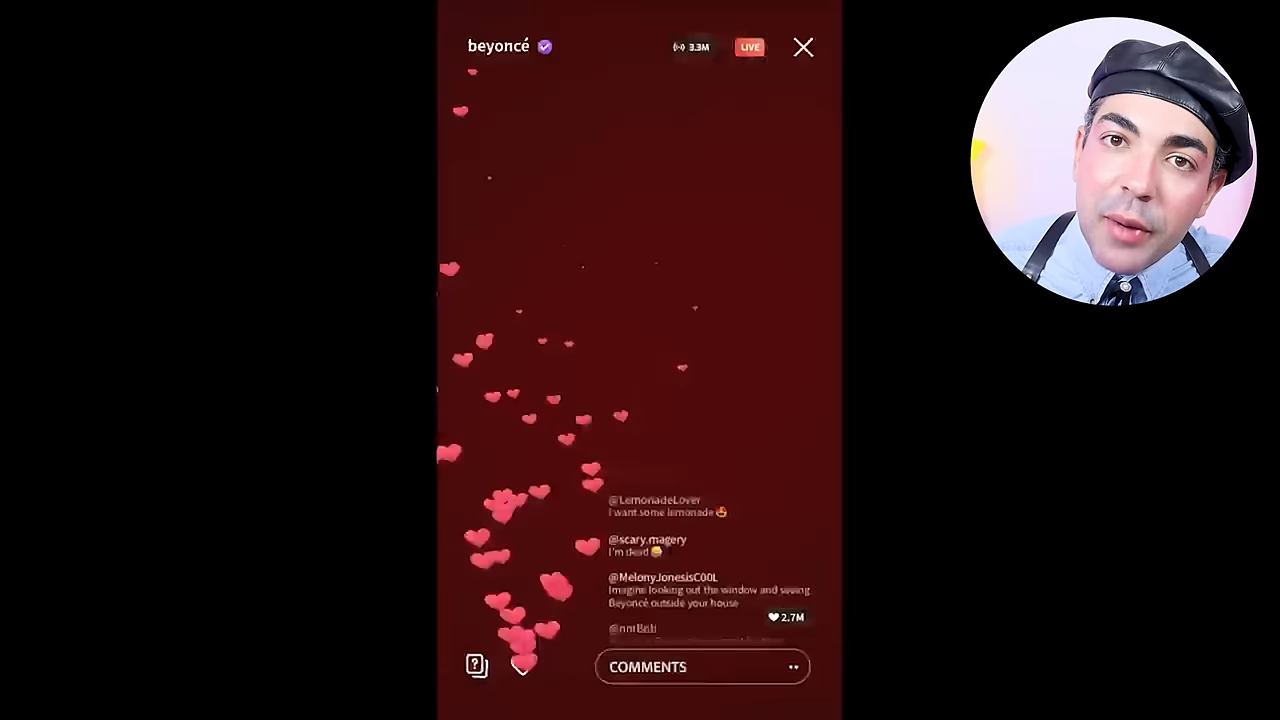 beyoncé
3.3M
LIVE
@LemonadeLover
I want some lemonade 🤩
@scary.magery
I'm dead 😂
@MelonyJonesisC00L
Imagine looking out the window and seeing
Beyoncé outside your house
2.7M
COMMENTS